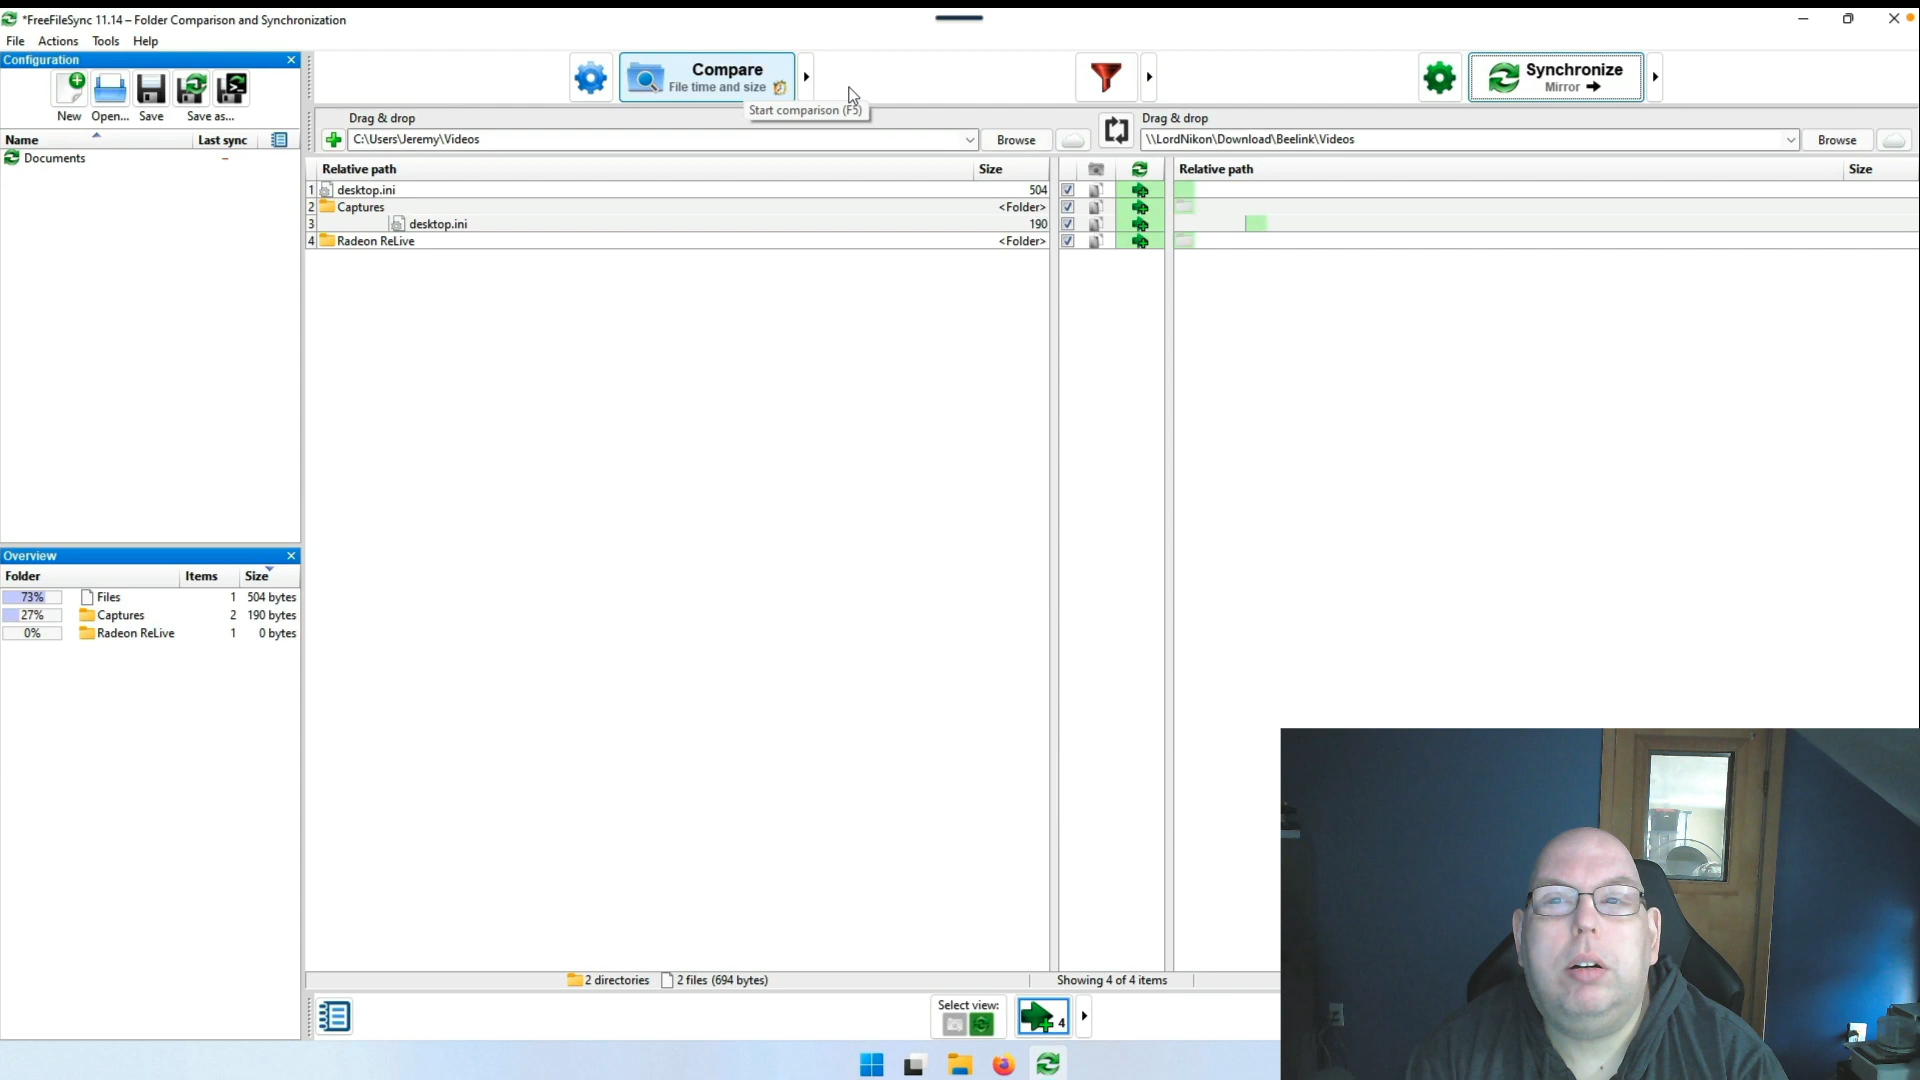 *FreeFileSync 11.14 – Folder Comparison and Synchronization
File Actions Tools Help
Configuration
New Open... Save Save as...
Name Last sync
Documents –
Compare
File time and size
Start comparison (F5)
Synchronize
Mirror
Drag & drop
C:\Users\Jeremy\Videos Browse
Drag & drop
\\LordNikon\Download\Beelink\Videos Browse
Relative path Size Relative path Size
1 desktop.ini 504
2 Captures <Folder>
3 desktop.ini 190
4 Radeon ReLive <Folder>
Overview
Folder Items Size
73% Files 1 504 bytes
27% Captures 2 190 bytes
0% Radeon ReLive 1 0 bytes
2 directories 2 files (694 bytes) Showing 4 of 4 items
Select view: 4